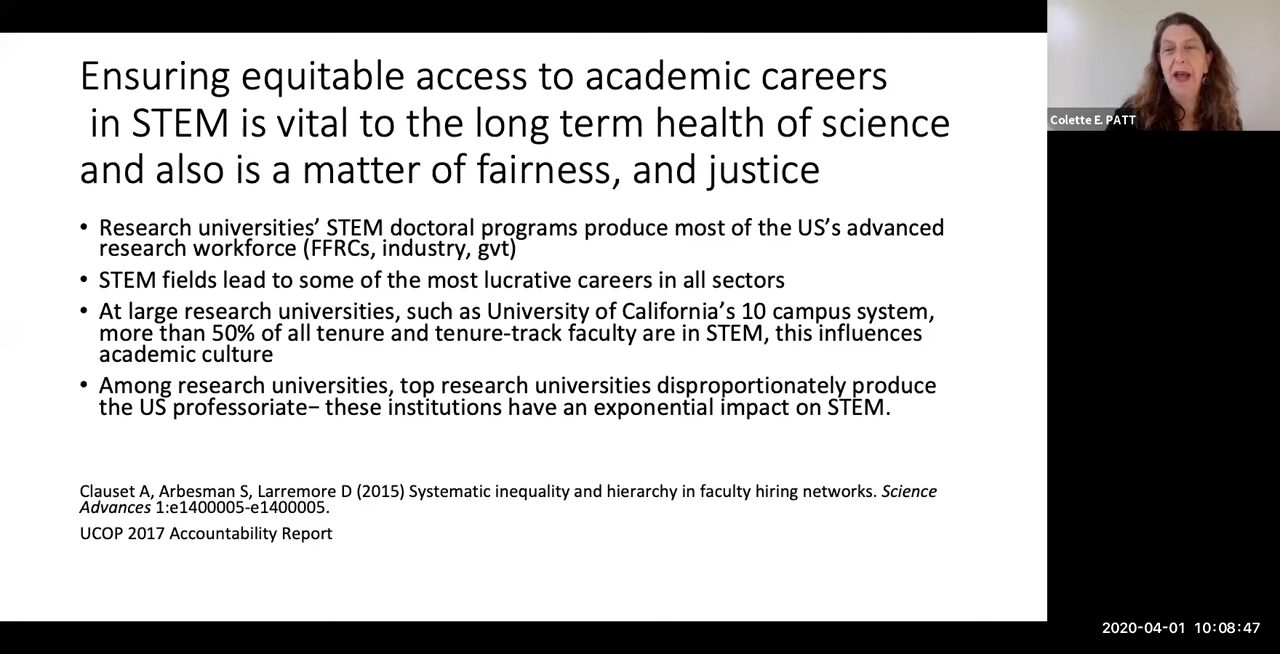 Ensuring equitable access to academic careers
in STEM is vital to the long term health of science
and also is a matter of fairness, and justice
• Research universities’ STEM doctoral programs produce most of the US’s advanced
research workforce (FFRCs, industry, gvt)
• STEM fields lead to some of the most lucrative careers in all sectors
• At large research universities, such as University of California’s 10 campus system,
more than 50% of all tenure and tenure-track faculty are in STEM, this influences
academic culture
• Among research universities, top research universities disproportionately produce
the US professoriate– these institutions have an exponential impact on STEM.
Clauset A, Arbesman S, Larremore D (2015) Systematic inequality and hierarchy in faculty hiring networks. Science
Advances 1:e1400005-e1400005.
UCOP 2017 Accountability Report
Colette E. PATT
2020-04-01 10:08:47